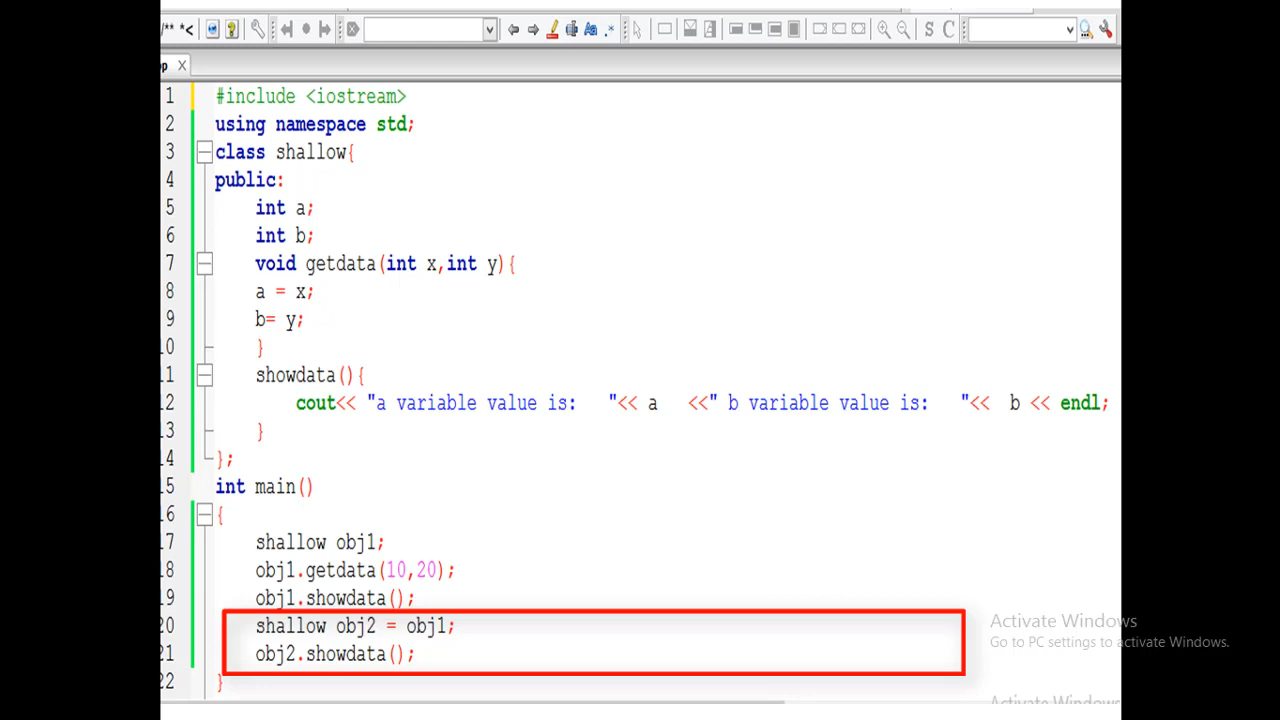 /** *<
S C
p X
1 #include <iostream>
2 using namespace std;
3 class shallow{
4 public:
5 int a;
6 int b;
7 void getdata(int x,int y){
8 a = x;
9 b= y;
10 }
11 showdata(){
12 cout<< "a variable value is:   "<< a   <<" b variable value is:   "<<  b << endl;
13 }
14 };
15 int main()
16 {
17 shallow obj1;
18 obj1.getdata(10,20);
19 obj1.showdata();
20 shallow obj2 = obj1;
21 obj2.showdata();
22 }
Activate Windows
Go to PC settings to activate Windows.
Activate Windows